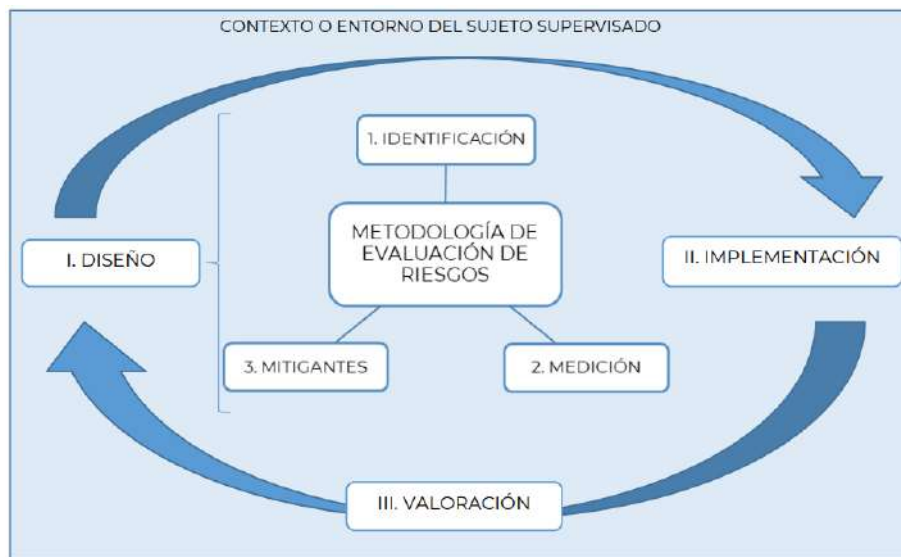 CONTEXTO O ENTORNO DEL SUJETO SUPERVISADO
1. IDENTIFICACIÓN
METODOLOGÍA DE
EVALUACIÓN DE
RIESGOS
I. DISEÑO
II. IMPLEMENTACIÓN
3. MITIGANTES
2. MEDICIÓN
III. VALORACIÓN